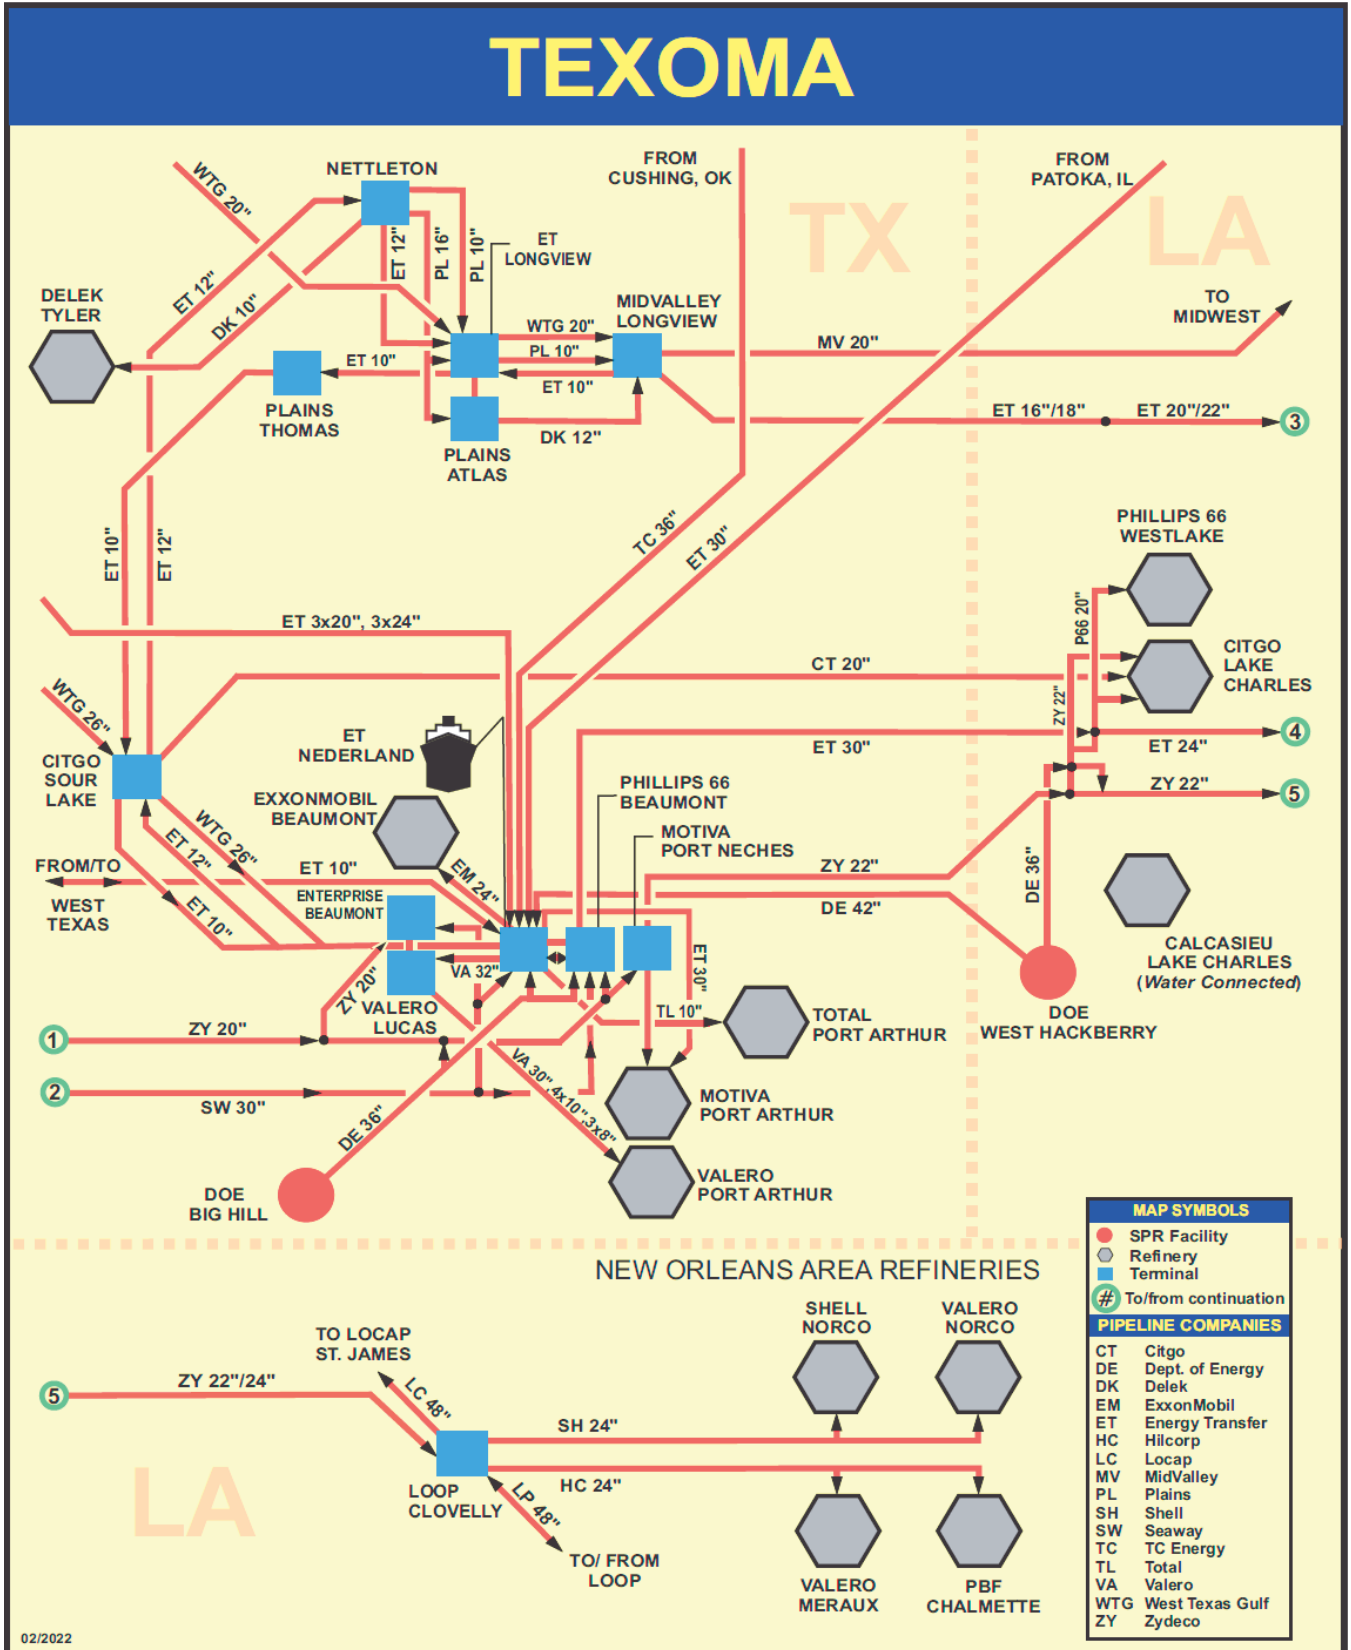 TEXOMA
NETTLETON
FROM
CUSHING, OK
FROM
PATOKA, IL
TX
LA
WTG 20"
ET 12"
PL 16"
PL 10"
ET
LONGVIEW
ET 12"
DK 10"
DELEK
TYLER
MIDVALLEY
LONGVIEW
TO
MIDWEST
WTG 20"
PL 10"
ET 10"
ET 10"
MV 20"
PLAINS
THOMAS
DK 12"
PLAINS
ATLAS
ET 16"/18"
ET 20"/22"
3
ET 10"
ET 12"
TC 36"
ET 30"
PHILLIPS 66
WESTLAKE
P66 20"
CITGO
LAKE
CHARLES
ET 3x20", 3x24"
CT 20"
ZY 22"
WTG 26"
CITGO
SOUR
LAKE
ET
NEDERLAND
ET 30"
ET 24"
4
EXXONMOBIL
BEAUMONT
PHILLIPS 66
BEAUMONT
ZY 22"
5
MOTIVA
PORT NECHES
WTG 26"
ET 12"
ET 10"
FROM/TO
WEST
TEXAS
ET 10"
EM 24"
ENTERPRISE
BEAUMONT
ZY 22"
DE 42"
DE 36"
CALCASIEU
LAKE CHARLES
(Water Connected)
VA 32"
ET 30"
ZY 20"
VALERO
LUCAS
TL 10"
TOTAL
PORT ARTHUR
DOE
WEST HACKBERRY
1
ZY 20"
2
SW 30"
VA 30",4x10",3x8"
MOTIVA
PORT ARTHUR
DE 36"
VALERO
PORT ARTHUR
DOE
BIG HILL
NEW ORLEANS AREA REFINERIES
SHELL
NORCO
VALERO
NORCO
TO LOCAP
ST. JAMES
5
ZY 22"/24"
LC 48"
SH 24"
HC 24"
LOOP
CLOVELLY
LP 48"
TO/ FROM
LOOP
VALERO
MERAUX
PBF
CHALMETTE
LA
MAP SYMBOLS
SPR Facility
Refinery
Terminal
# To/from continuation
PIPELINE COMPANIES
CT Citgo
DE Dept. of Energy
DK Delek
EM ExxonMobil
ET Energy Transfer
HC Hilcorp
LC Locap
MV MidValley
PL Plains
SH Shell
SW Seaway
TC TC Energy
TL Total
VA Valero
WTG West Texas Gulf
ZY Zydeco
02/2022